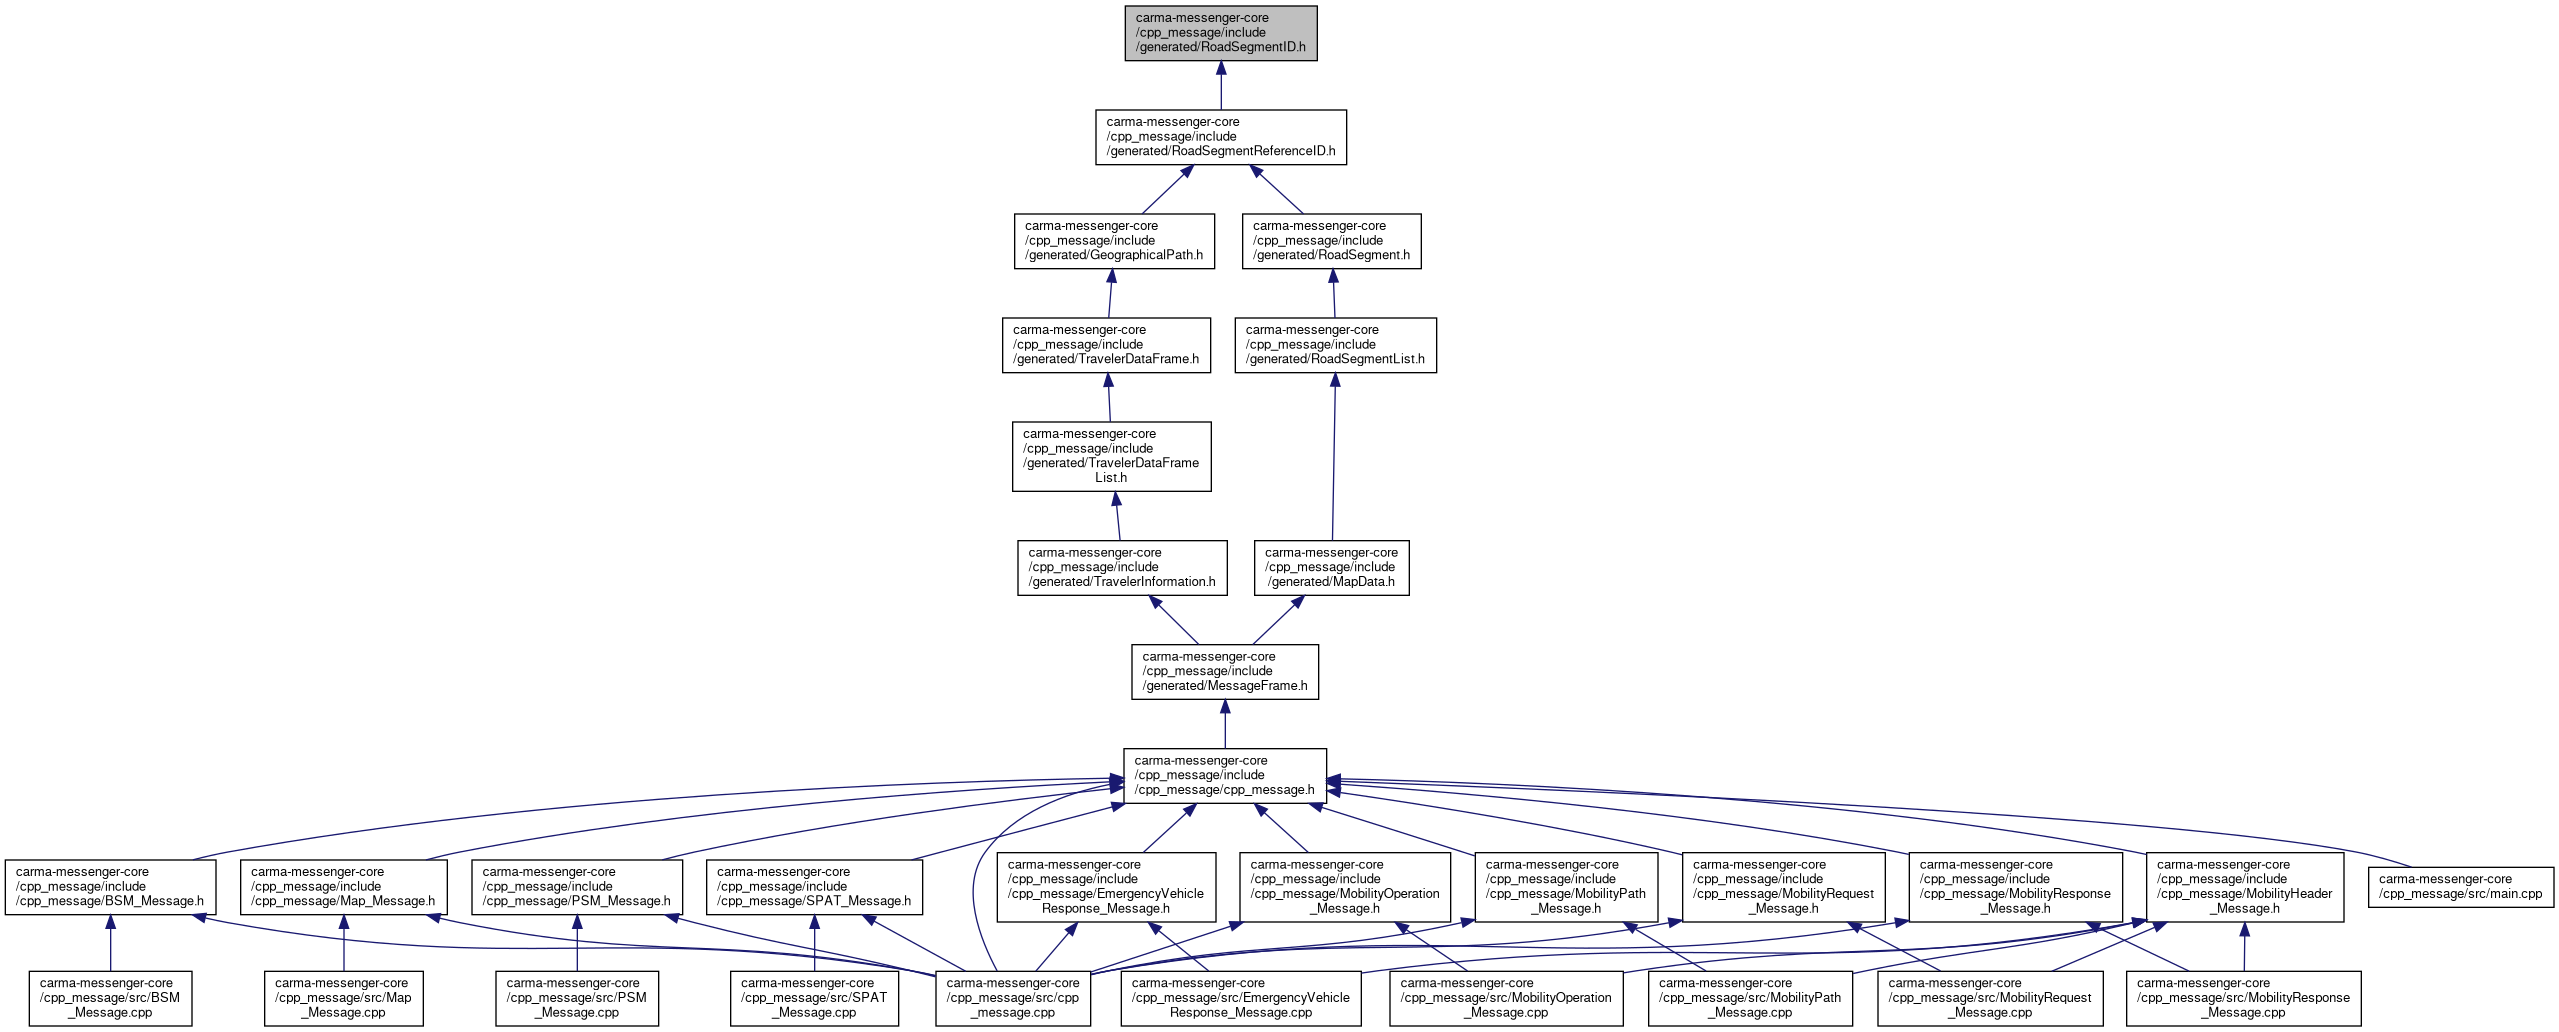 carma-messenger-core
/cpp_message/include
/generated/RoadSegmentID.h
carma-messenger-core
/cpp_message/include
/generated/RoadSegmentReferenceID.h
carma-messenger-core
/cpp_message/include
/generated/GeographicalPath.h
carma-messenger-core
/cpp_message/include
/generated/RoadSegment.h
carma-messenger-core
/cpp_message/include
/generated/TravelerDataFrame.h
carma-messenger-core
/cpp_message/include
/generated/RoadSegmentList.h
carma-messenger-core
/cpp_message/include
/generated/TravelerDataFrame
List.h
carma-messenger-core
/cpp_message/include
/generated/TravelerInformation.h
carma-messenger-core
/cpp_message/include
/generated/MapData.h
carma-messenger-core
/cpp_message/include
/generated/MessageFrame.h
carma-messenger-core
/cpp_message/include
/cpp_message/cpp_message.h
carma-messenger-core
/cpp_message/include
/cpp_message/BSM_Message.h
carma-messenger-core
/cpp_message/include
/cpp_message/Map_Message.h
carma-messenger-core
/cpp_message/include
/cpp_message/PSM_Message.h
carma-messenger-core
/cpp_message/include
/cpp_message/SPAT_Message.h
carma-messenger-core
/cpp_message/include
/cpp_message/EmergencyVehicle
Response_Message.h
carma-messenger-core
/cpp_message/include
/cpp_message/MobilityOperation
_Message.h
carma-messenger-core
/cpp_message/include
/cpp_message/MobilityPath
_Message.h
carma-messenger-core
/cpp_message/include
/cpp_message/MobilityRequest
_Message.h
carma-messenger-core
/cpp_message/include
/cpp_message/MobilityResponse
_Message.h
carma-messenger-core
/cpp_message/include
/cpp_message/MobilityHeader
_Message.h
carma-messenger-core
/cpp_message/src/main.cpp
carma-messenger-core
/cpp_message/src/BSM
_Message.cpp
carma-messenger-core
/cpp_message/src/Map
_Message.cpp
carma-messenger-core
/cpp_message/src/PSM
_Message.cpp
carma-messenger-core
/cpp_message/src/SPAT
_Message.cpp
carma-messenger-core
/cpp_message/src/cpp
_message.cpp
carma-messenger-core
/cpp_message/src/EmergencyVehicle
Response_Message.cpp
carma-messenger-core
/cpp_message/src/MobilityOperation
_Message.cpp
carma-messenger-core
/cpp_message/src/MobilityPath
_Message.cpp
carma-messenger-core
/cpp_message/src/MobilityRequest
_Message.cpp
carma-messenger-core
/cpp_message/src/MobilityResponse
_Message.cpp